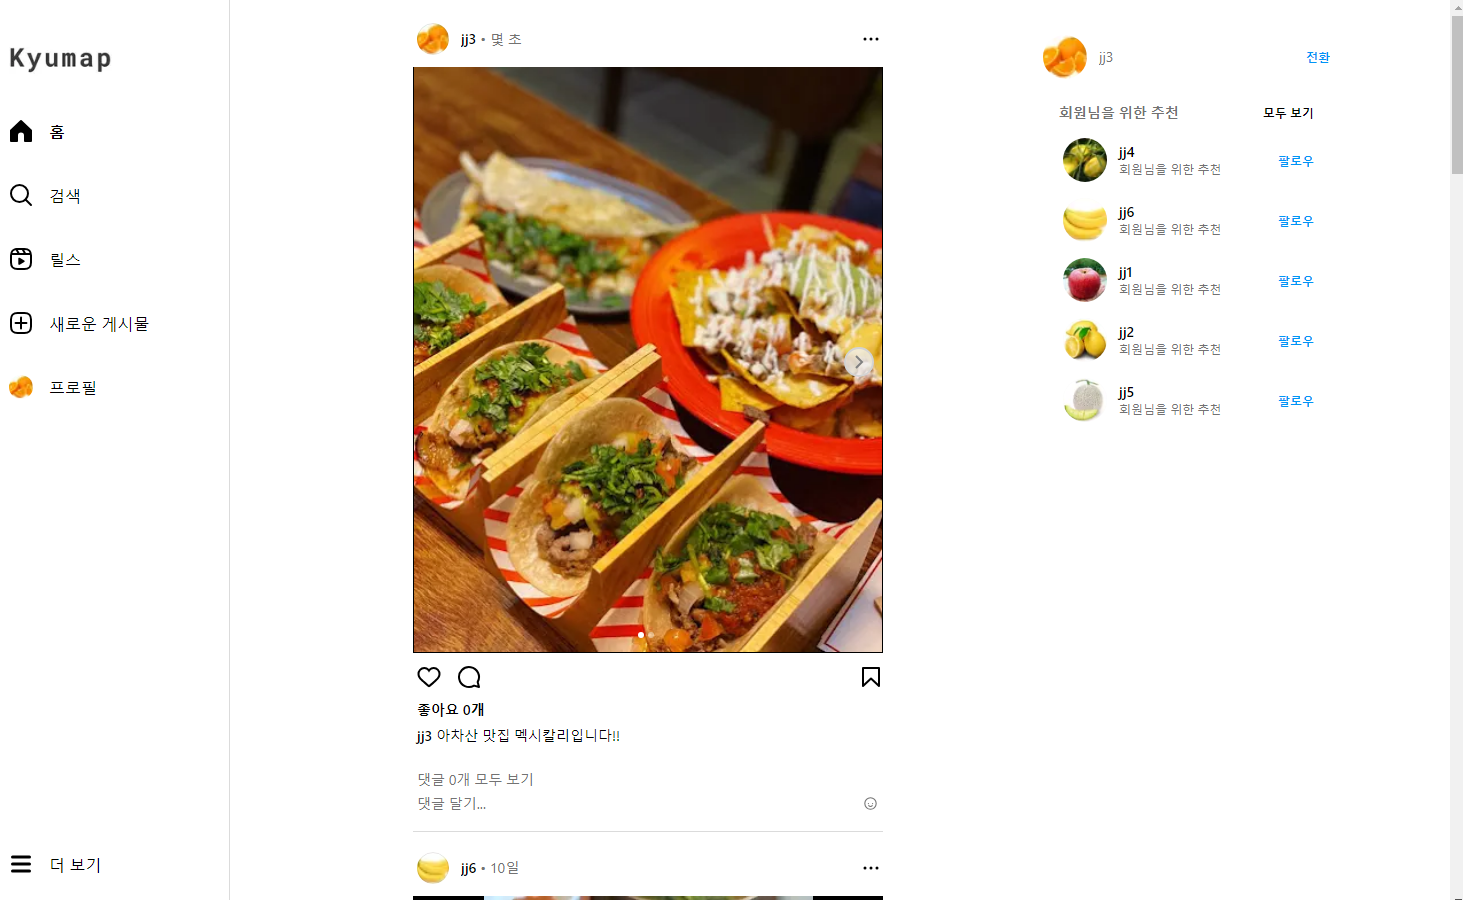 Kyumap
홈
검색
릴스
새로운 게시물
프로필
더 보기
jj3 • 몇 초
좋아요 0개
jj3 아차산 맛집 멕시칼리입니다!!
댓글 0개 모두 보기
댓글 달기...
jj6 • 10일
jj3
전환
회원님을 위한 추천
모두 보기
jj4
회원님을 위한 추천
팔로우
jj6
회원님을 위한 추천
팔로우
jj1
회원님을 위한 추천
팔로우
jj2
회원님을 위한 추천
팔로우
jj5
회원님을 위한 추천
팔로우